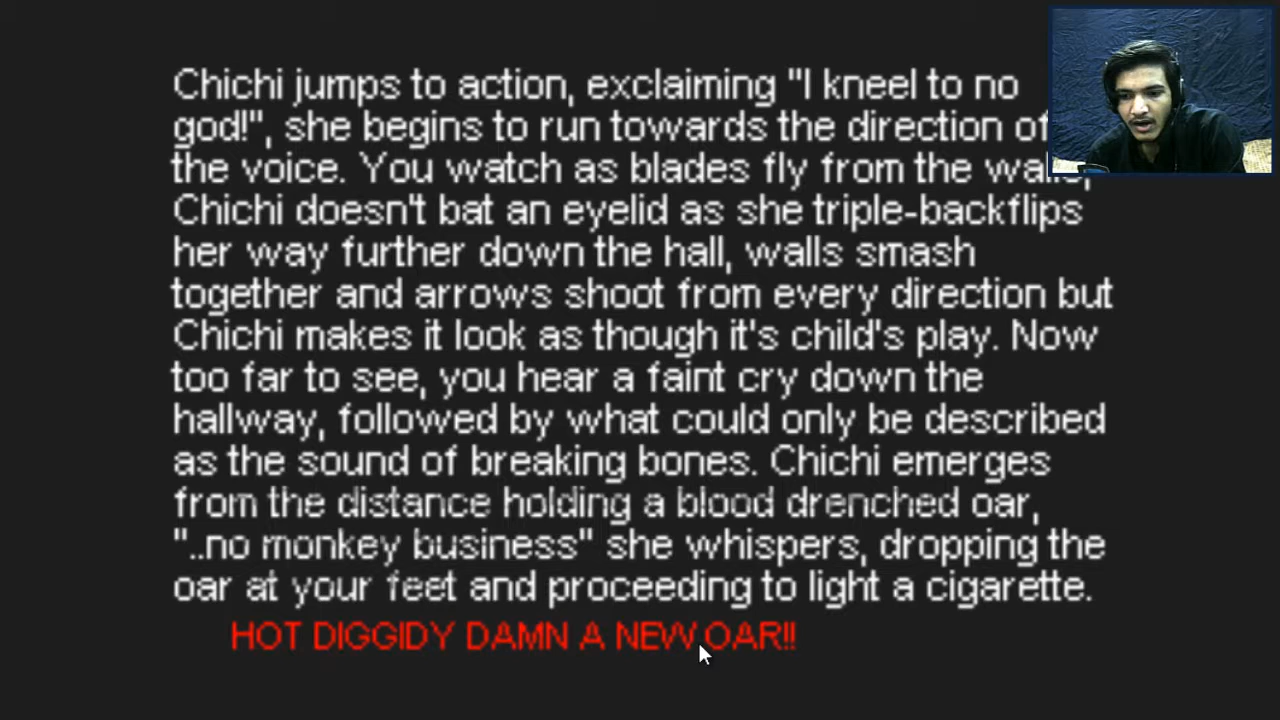 Chichi jumps to action, exclaiming "I kneel to no
god!", she begins to run towards the direction of
the voice. You watch as blades fly from the walls,
Chichi doesn't bat an eyelid as she triple-backflips
her way further down the hall, walls smash
together and arrows shoot from every direction but
Chichi makes it look as though it's child's play. Now
too far to see, you hear a faint cry down the
hallway, followed by what could only be described
as the sound of breaking bones. Chichi emerges
from the distance holding a blood drenched oar,
"..no monkey business" she whispers, dropping the
oar at your feet and proceeding to light a cigarette.
HOT DIGGIDY DAMN A NEW OAR!!